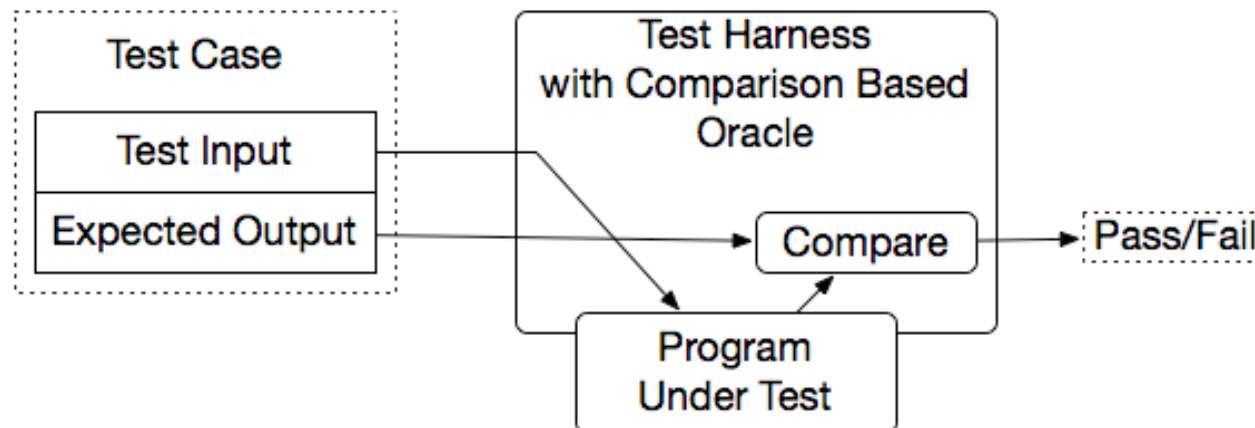 Test Case
Test Input
Expected Output
Test Harness
with Comparison Based
Oracle
Compare
Program
Under Test
Pass/Fail